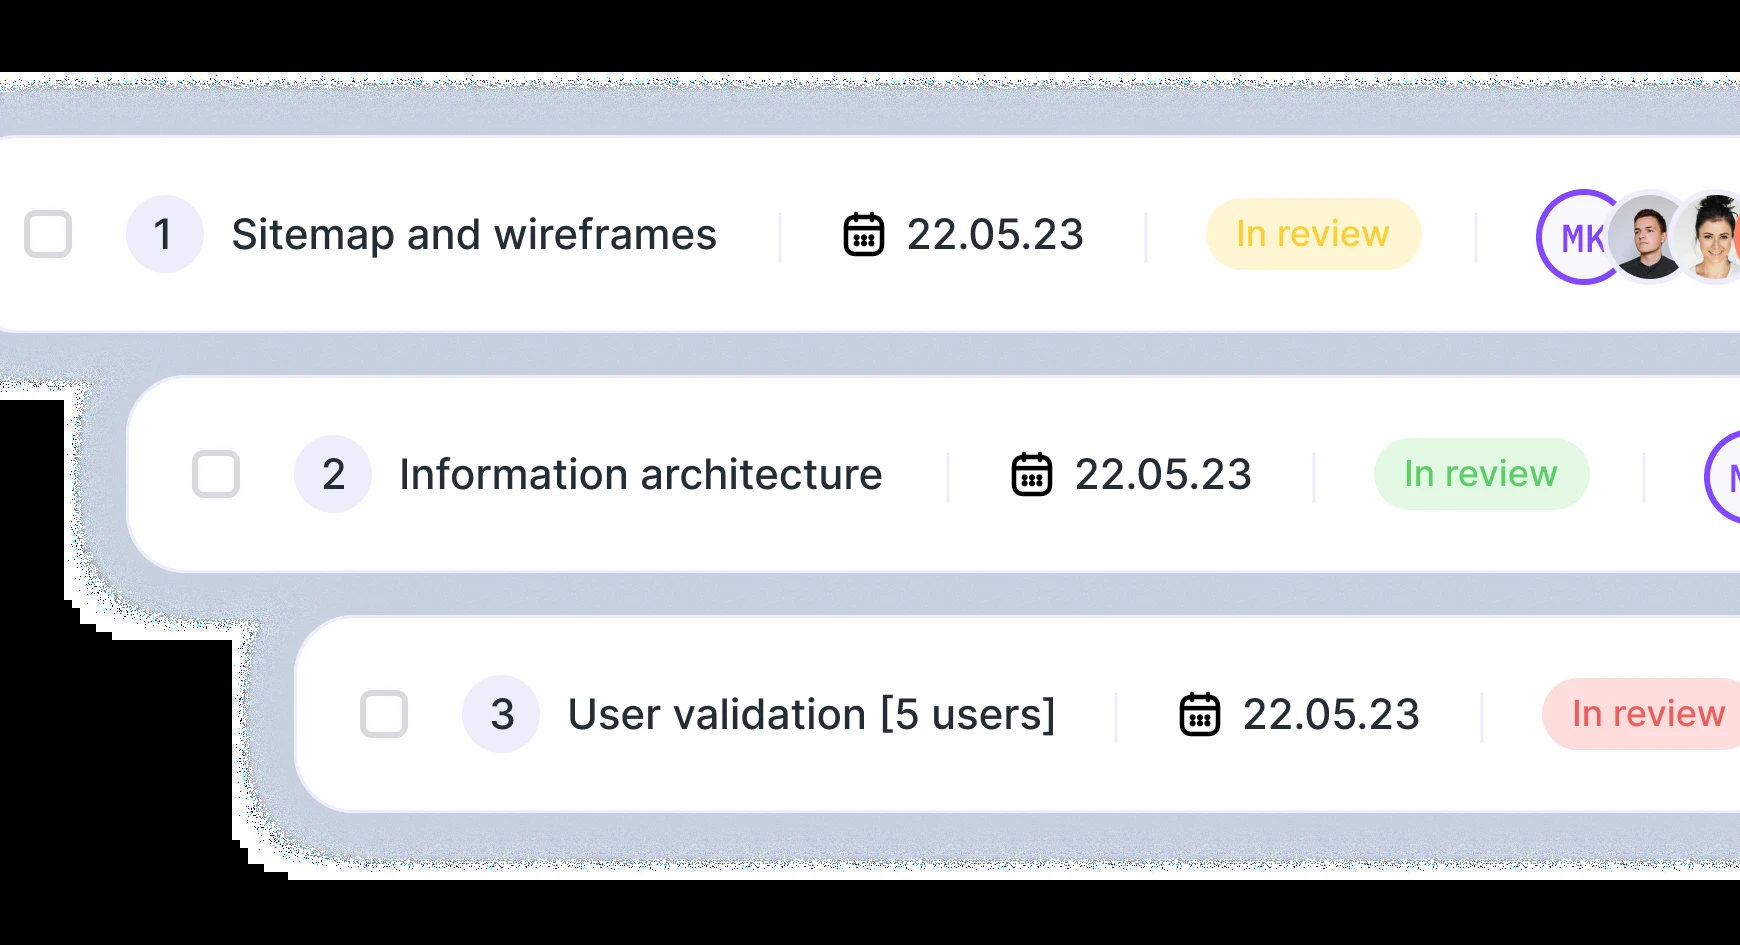 1 Sitemap and wireframes 22.05.23 In review MK
2 Information architecture 22.05.23 In review
3 User validation [5 users] 22.05.23 In review